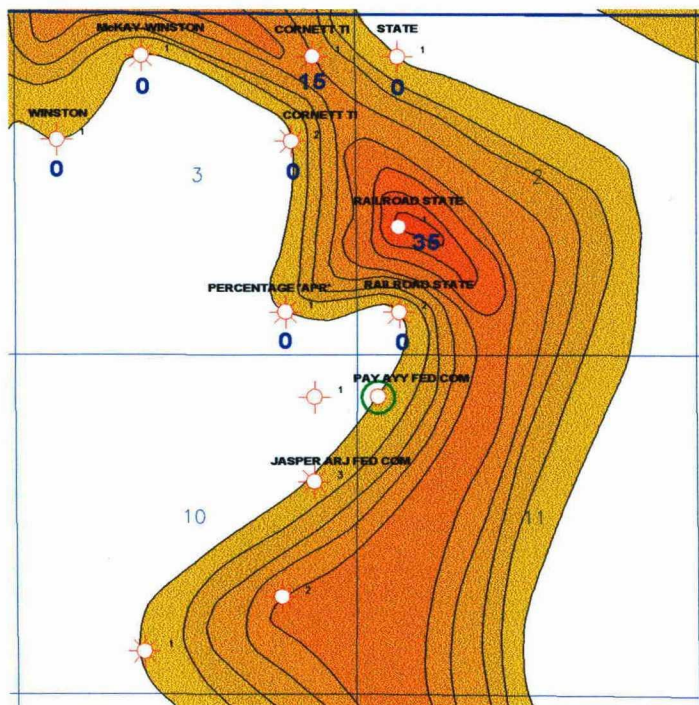 McKAY-WINSTON
CORNETT TI
STATE
1
1
1
0
15
0
WINSTON
1
0
CORNETT TI
2
0
3
2
RAILROAD STATE
1
35
PERCENTAGE 'APR'
RAILROAD STATE
1
2
0
0
PAY AYY FED COM
1
JASPER ARJ FED COM
3
10
11
2
1